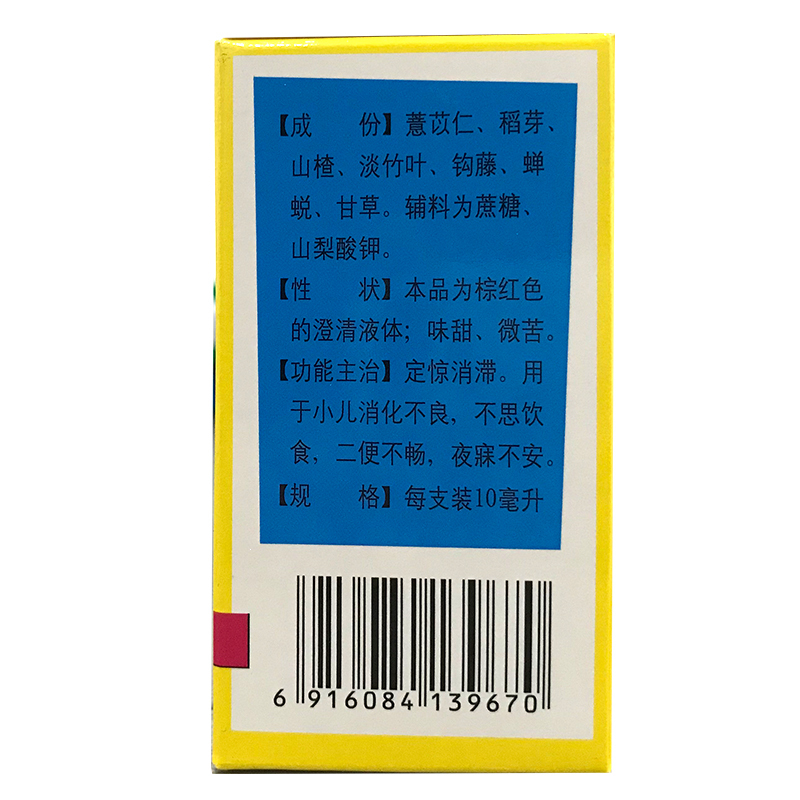 【成 份】薏苡仁、稻芽、
山楂、淡竹叶、钩藤、蝉
蜕、甘草。辅料为蔗糖、
山梨酸钾。
【性 状】本品为棕红色
的澄清液体；味甜、微苦。
【功能主治】定惊消滞。用
于小儿消化不良，不思饮
食，二便不畅，夜寐不安。
【规 格】每支装10毫升
6 916084 139670